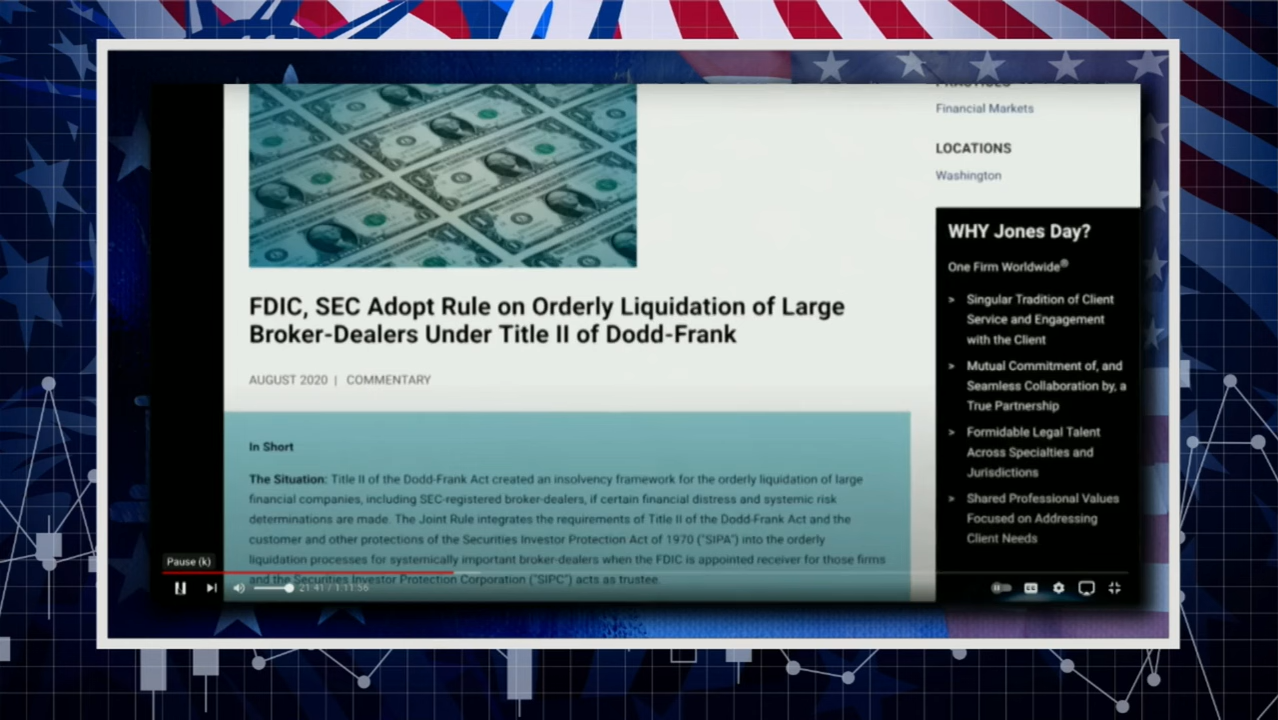 Financial Markets
LOCATIONS
Washington
WHY Jones Day?
One Firm Worldwide®
> Singular Tradition of Client
Service and Engagement
with the Client
> Mutual Commitment of, and
Seamless Collaboration by, a
True Partnership
> Formidable Legal Talent
Across Specialties and
Jurisdictions
> Shared Professional Values
Focused on Addressing
Client Needs
FDIC, SEC Adopt Rule on Orderly Liquidation of Large
Broker-Dealers Under Title II of Dodd-Frank
AUGUST 2020 | COMMENTARY
In Short
The Situation: Title II of the Dodd-Frank Act created an insolvency framework for the orderly liquidation of large
financial companies, including SEC-registered broker-dealers, if certain financial distress and systemic risk
determinations are made. The Joint Rule integrates the requirements of Title II of the Dodd-Frank Act and the
customer and other protections of the Securities Investor Protection Act of 1970 ("SIPA") into the orderly
liquidation processes for systemically important broker-dealers when the FDIC is appointed receiver for those firms
and the Securities Investor Protection Corporation ("SIPC") acts as trustee.
Pause (k)
21:41 / 1:11:56